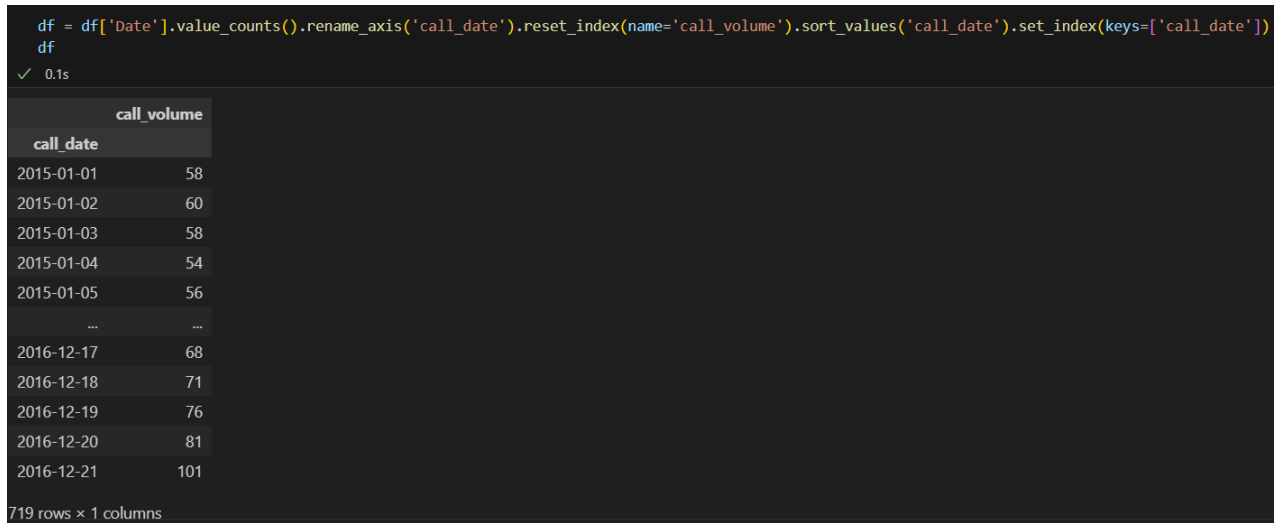 df = df['Date'].value_counts().rename_axis('call_date').reset_index(name='call_volume').sort_values('call_date').set_index(keys=['call_date'])
df
✓ 0.1s
call_volume
call_date
2015-01-01 58
2015-01-02 60
2015-01-03 58
2015-01-04 54
2015-01-05 56
... ...
2016-12-17 68
2016-12-18 71
2016-12-19 76
2016-12-20 81
2016-12-21 101
719 rows × 1 columns